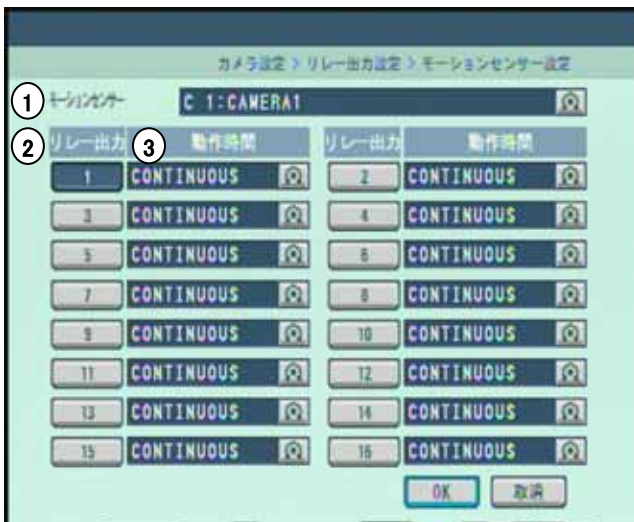 カメラ設定 > リレー出力設定 > モーションセンサー設定
① モーションセンサー C 1:CAMERA1
② リレー出力 ③ 動作時間 リレー出力 動作時間
1 CONTINUOUS 2 CONTINUOUS
3 CONTINUOUS 4 CONTINUOUS
5 CONTINUOUS 6 CONTINUOUS
7 CONTINUOUS 8 CONTINUOUS
9 CONTINUOUS 10 CONTINUOUS
11 CONTINUOUS 12 CONTINUOUS
13 CONTINUOUS 14 CONTINUOUS
15 CONTINUOUS 16 CONTINUOUS
OK 取消